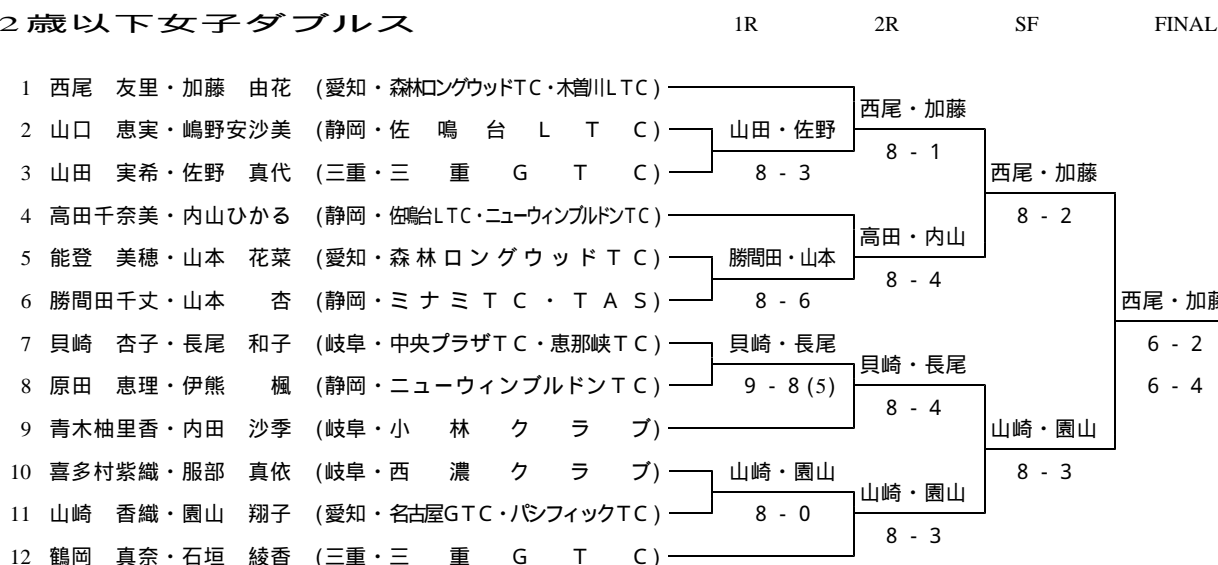 2歳以下女子ダブルス 1R 2R SF FINAL
1 西尾 友里・加藤 由花 (愛知・森林ロングウッドTC・木曽川LTC)
西尾・加藤
2 山口 恵実・嶋野安沙美 (静岡・佐鳴台LTC) 山田・佐野
8 - 1
3 山田 実希・佐野 真代 (三重・三重GTC) 8 - 3 西尾・加藤
4 高田千奈美・内山ひかる (静岡・佐鳴台LTC・ニューウィンブルドンTC) 8 - 2
高田・内山
5 能登 美穂・山本 花菜 (愛知・森林ロングウッドTC) 勝間田・山本
8 - 4
6 勝間田千丈・山本 杏 (静岡・ミナミTC・TAS) 8 - 6 西尾・加藤
7 貝崎 杏子・長尾 和子 (岐阜・中央プラザTC・恵那峡TC) 貝崎・長尾 6 - 2
貝崎・長尾
8 原田 恵理・伊熊 楓 (静岡・ニューウィンブルドンTC) 9 - 8 (5) 6 - 4
8 - 4
9 青木柚里香・内田 沙季 (岐阜・小林クラブ) 山崎・園山
10 喜多村紫織・服部 真依 (岐阜・西濃クラブ) 山崎・園山 8 - 3
山崎・園山
11 山崎 香織・園山 翔子 (愛知・名古屋GTC・パシフィックTC) 8 - 0
8 - 3
12 鶴岡 真奈・石垣 綾香 (三重・三重GTC)